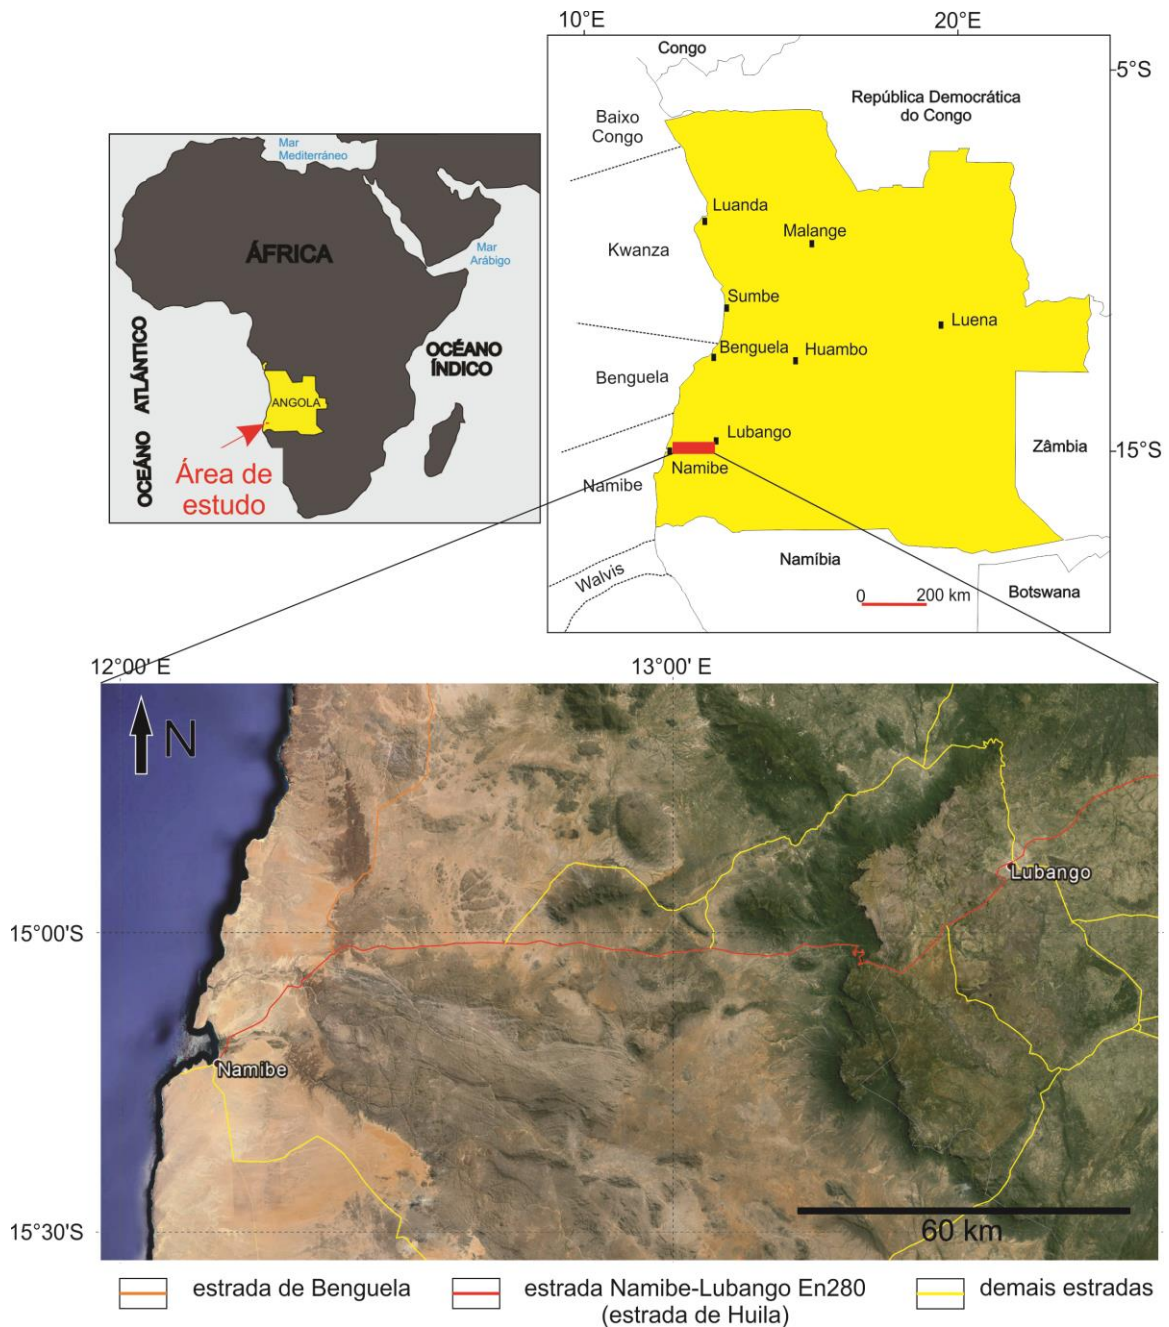 10°E
20°E
5°S
15°S
Congo
República Democrática
do Congo
Baixo
Congo
Kwanza
Benguela
Namibe
Walvis
Luanda
Malange
Sumbe
Luena
Benguela
Huambo
Lubango
Namibe
Zâmbia
Namíbia
Botswana
0 200 km
Mar
Mediterráneo
ÁFRICA
Mar
Arábigo
OCEÁNO ATLÁNTICO
OCÉANO
ÍNDICO
ANGOLA
Área de
estudo
12°00' E
13°00' E
N
Lubango
15°00'S
Namibe
15°30'S
60 km
estrada de Benguela
estrada Namibe-Lubango En280
(estrada de Huila)
demais estradas